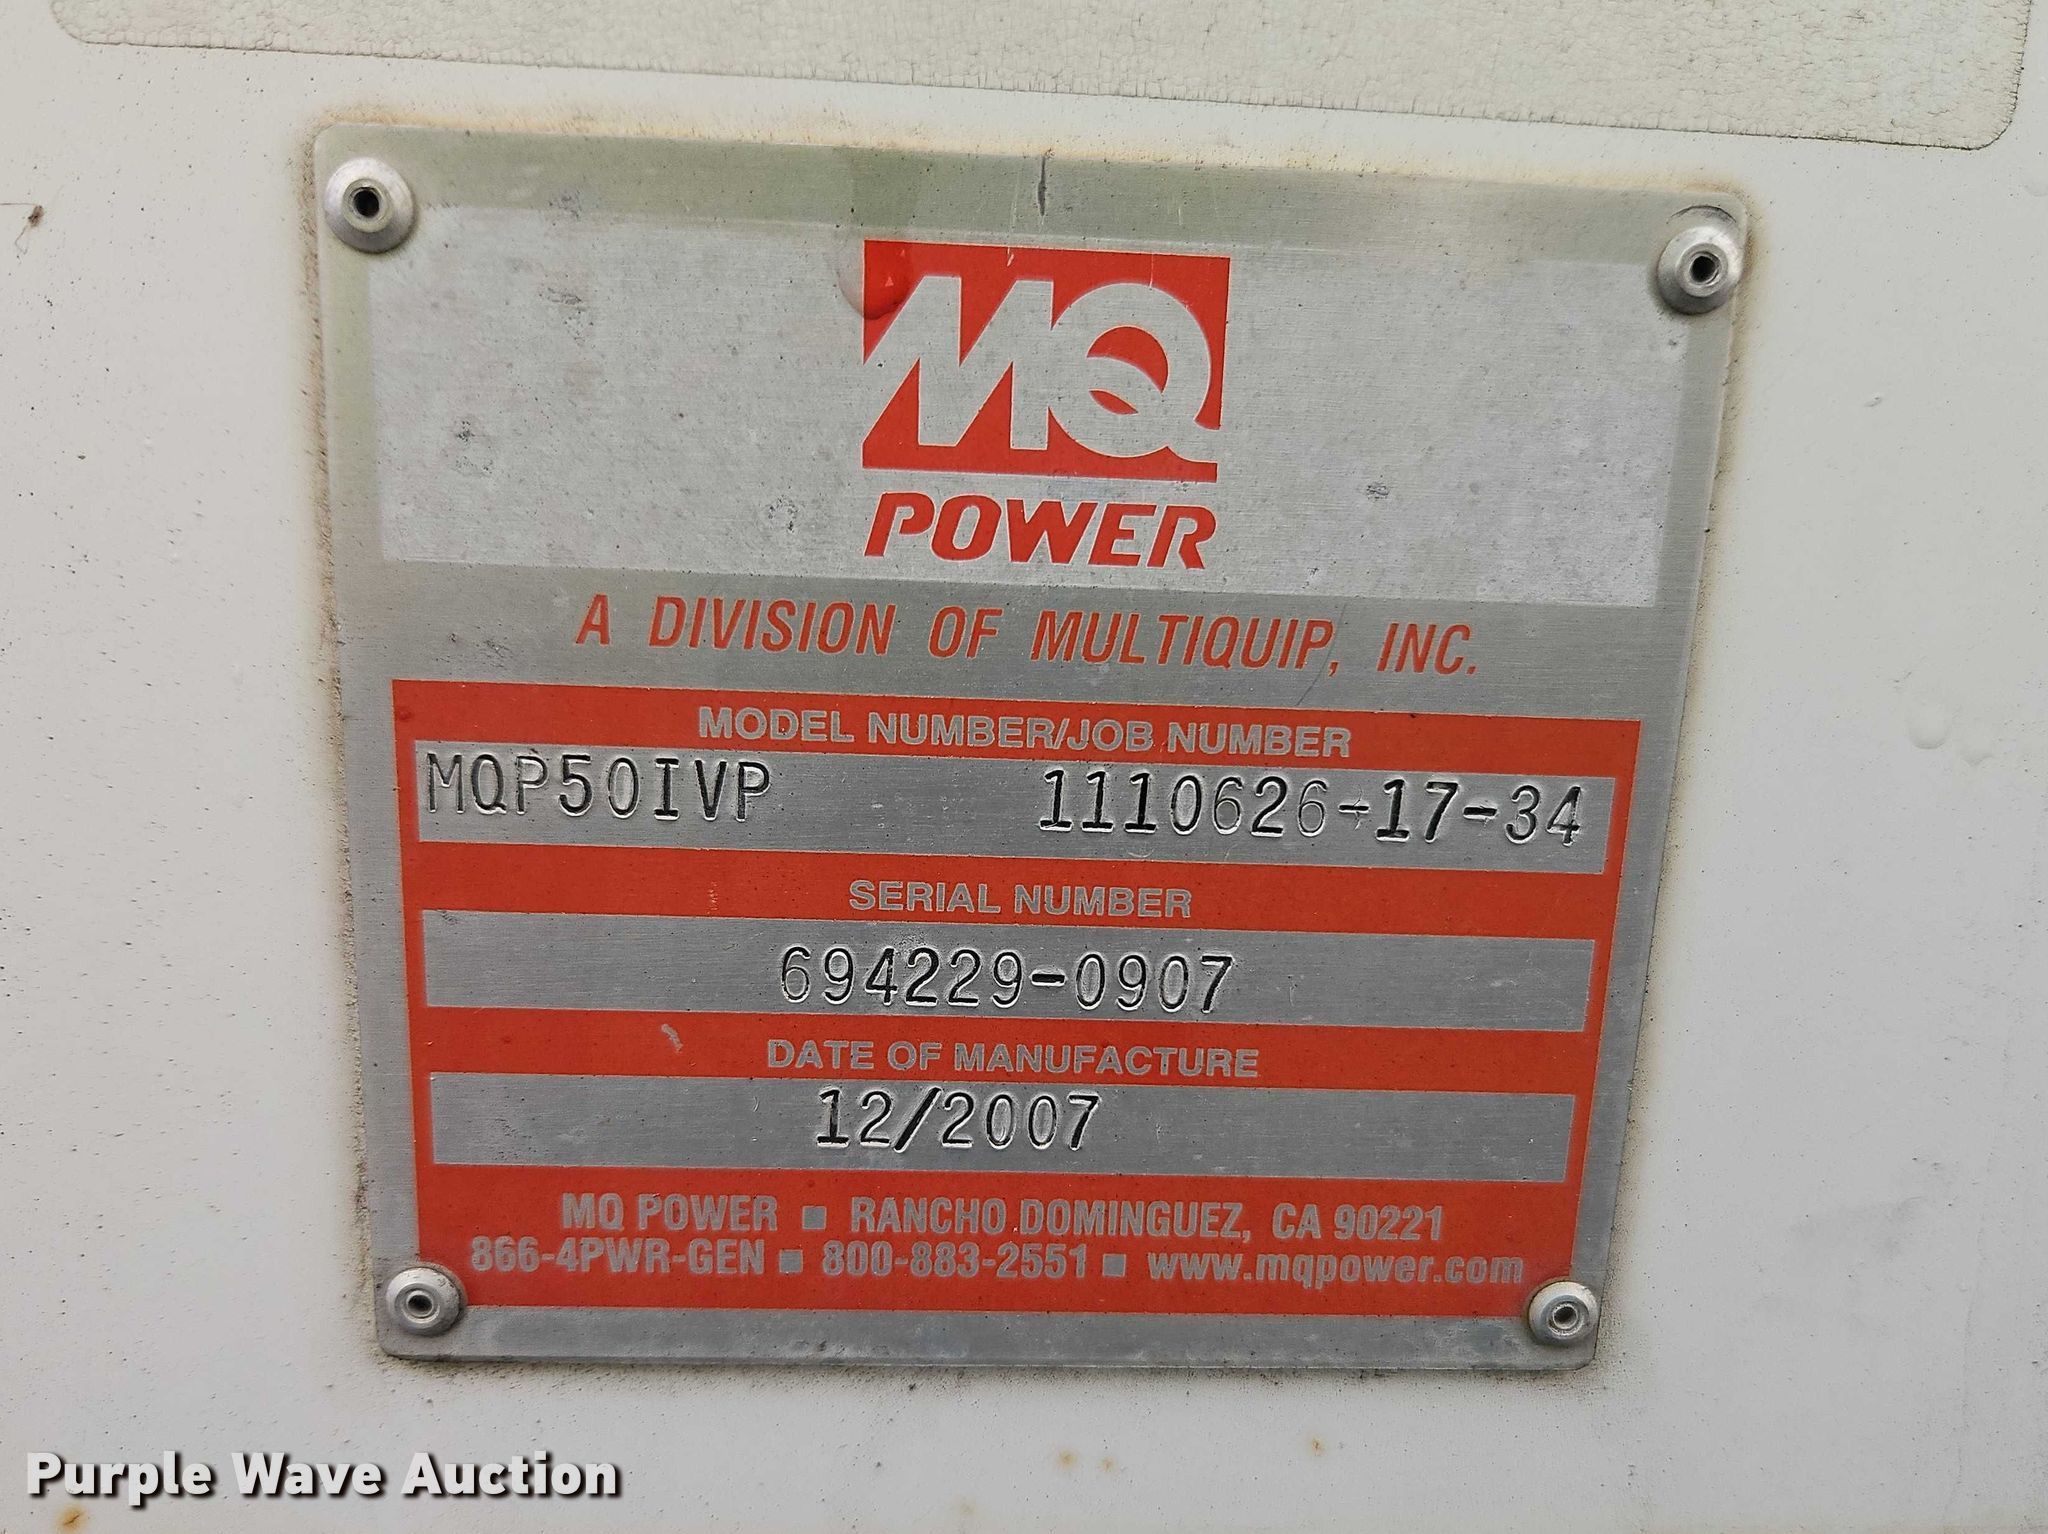 MQ
POWER
A DIVISION OF MULTIQUIP, INC.
MODEL NUMBER/JOB NUMBER
MQP50IVP 1110626-17-34
SERIAL NUMBER
694229-0907
DATE OF MANUFACTURE
12/2007
MQ POWER ■ RANCHO DOMINGUEZ, CA 90221
866-4PWR-GEN ■ 800-883-2551 ■ www.mqpower.com
Purple Wave Auction